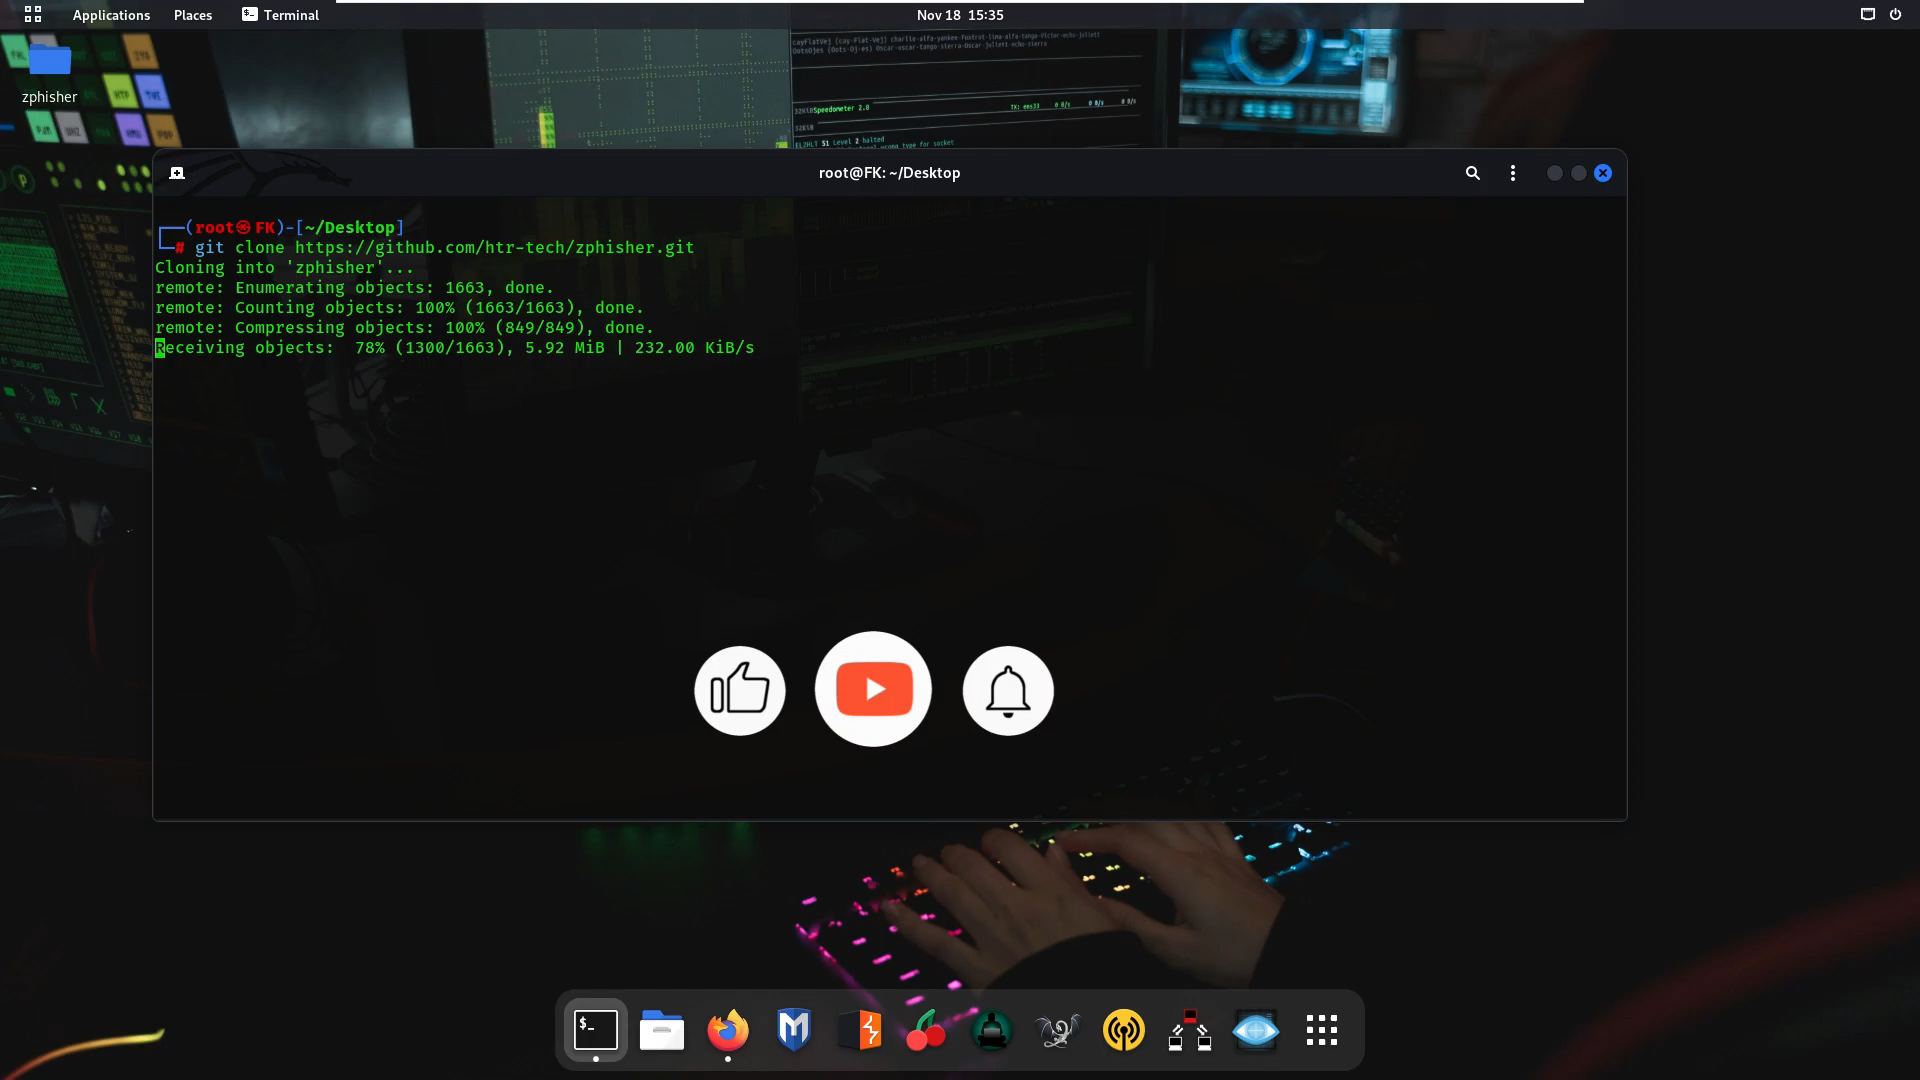 Applications Places Terminal Nov 18 15:35
zphisher
root@FK: ~/Desktop
┌──(root㉿FK)-[~/Desktop]
└─# git clone https://github.com/htr-tech/zphisher.git
Cloning into 'zphisher'...
remote: Enumerating objects: 1663, done.
remote: Counting objects: 100% (1663/1663), done.
remote: Compressing objects: 100% (849/849), done.
Receiving objects:  78% (1300/1663), 5.92 MiB | 232.00 KiB/s